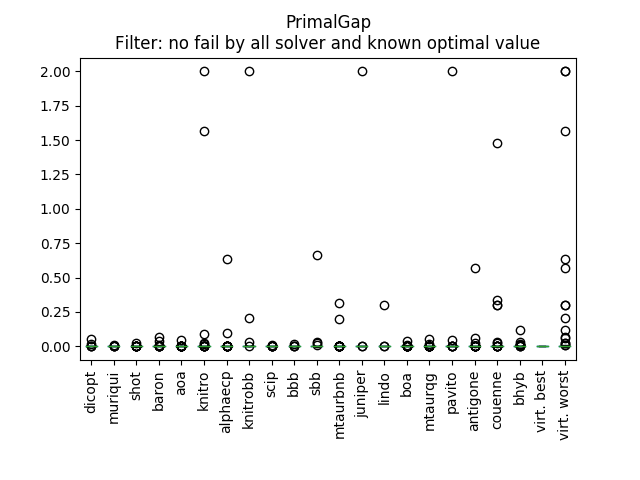 PrimalGap
Filter: no fail by all solver and known optimal value
2.00
1.75
1.50
1.25
1.00
0.75
0.50
0.25
0.00
dicopt
muriqui
shot
baron
aoa
knitro
alphaecp
knitrobb
scip
bbb
sbb
mtaurbnb
juniper
lindo
boa
mtaurqg
pavito
antigone
couenne
bhyb
virt. best
virt. worst